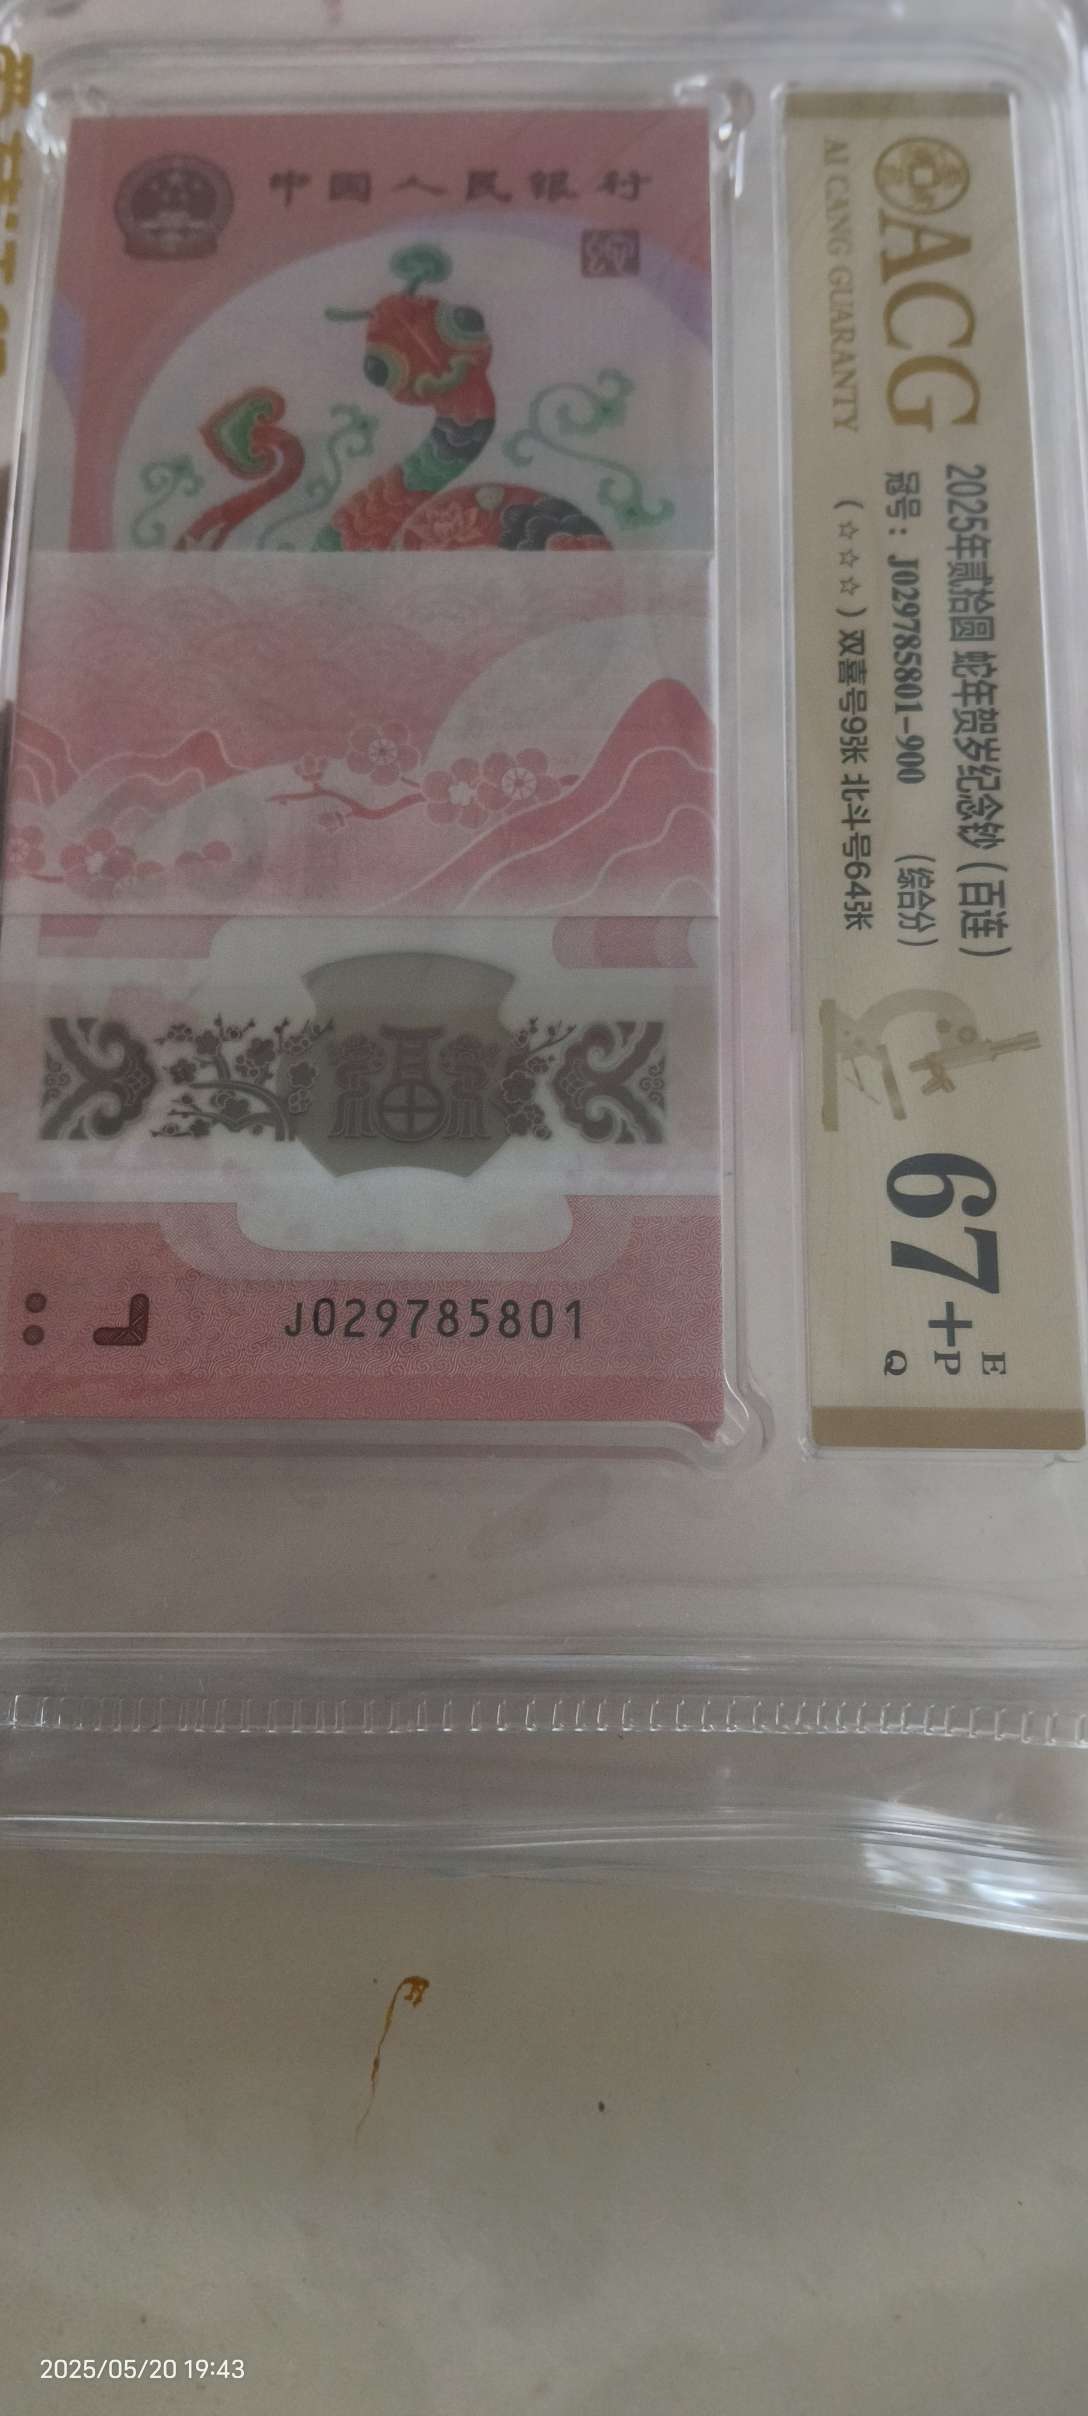 中国人民银行
J029785801
ACG
AI CANG GUARANTY
2025年贰拾圆 蛇年贺岁纪念钞（百连）
冠号：J029785801-900 （综合分）
（☆☆☆）双喜号9张 北斗号64张
67+
E
P
Q
2025/05/20 19:43